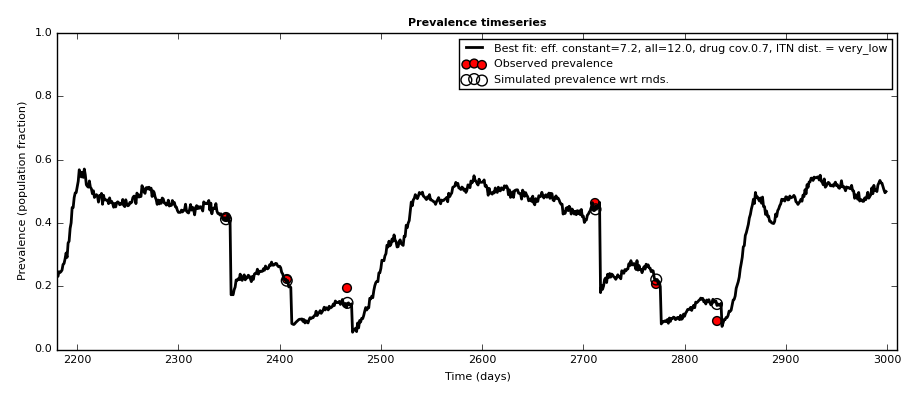 Prevalence timeseries
Best fit: eff. constant=7.2, all=12.0, drug cov.0.7, ITN dist. = very_low
Observed prevalence
Simulated prevalence wrt rnds.
Prevalence (population fraction)
1.0
0.8
0.6
0.4
0.2
0.0
2200 2300 2400 2500 2600 2700 2800 2900 3000
Time (days)